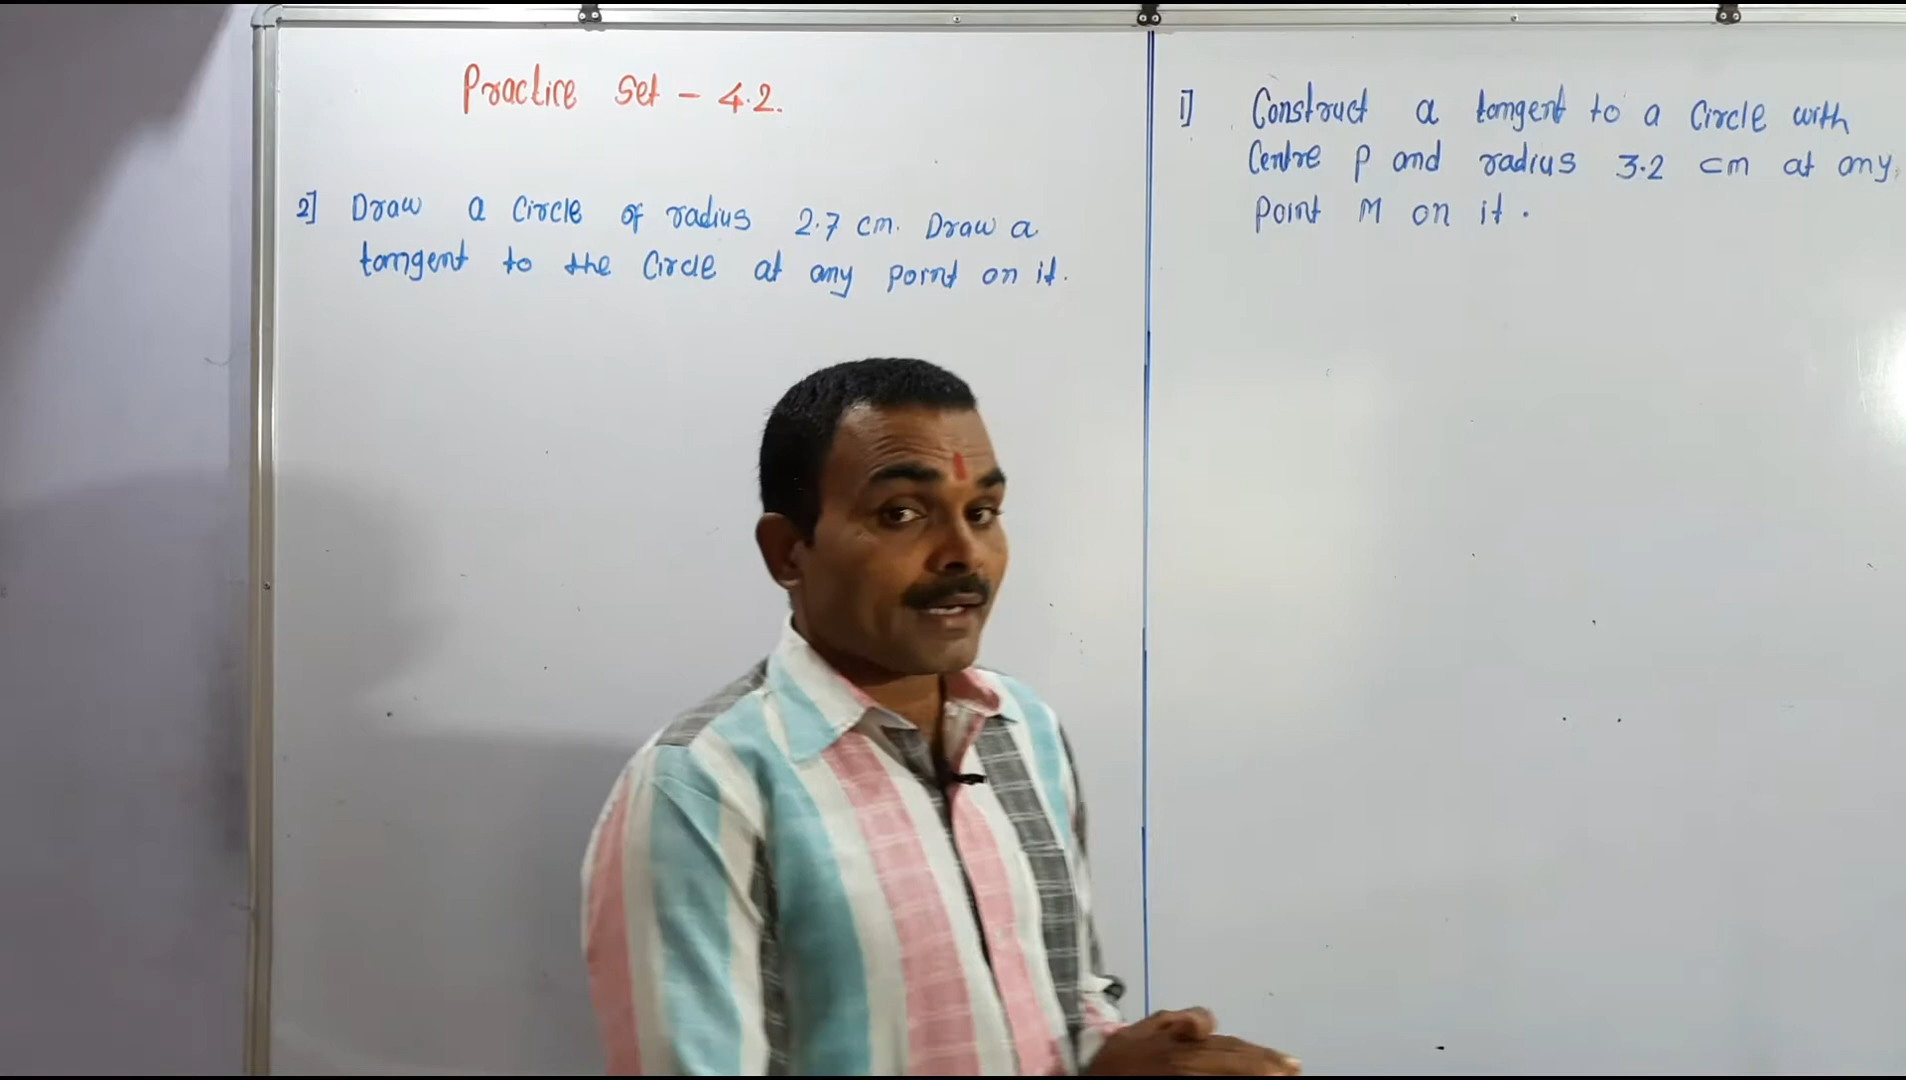 Practice Set - 4.2.
2] Draw a circle of radius 2.7 cm. Draw a
tangent to the circle at any point on it.
1] Construct a tangent to a circle with
Centre P and radius 3.2 cm at any
point M on it.